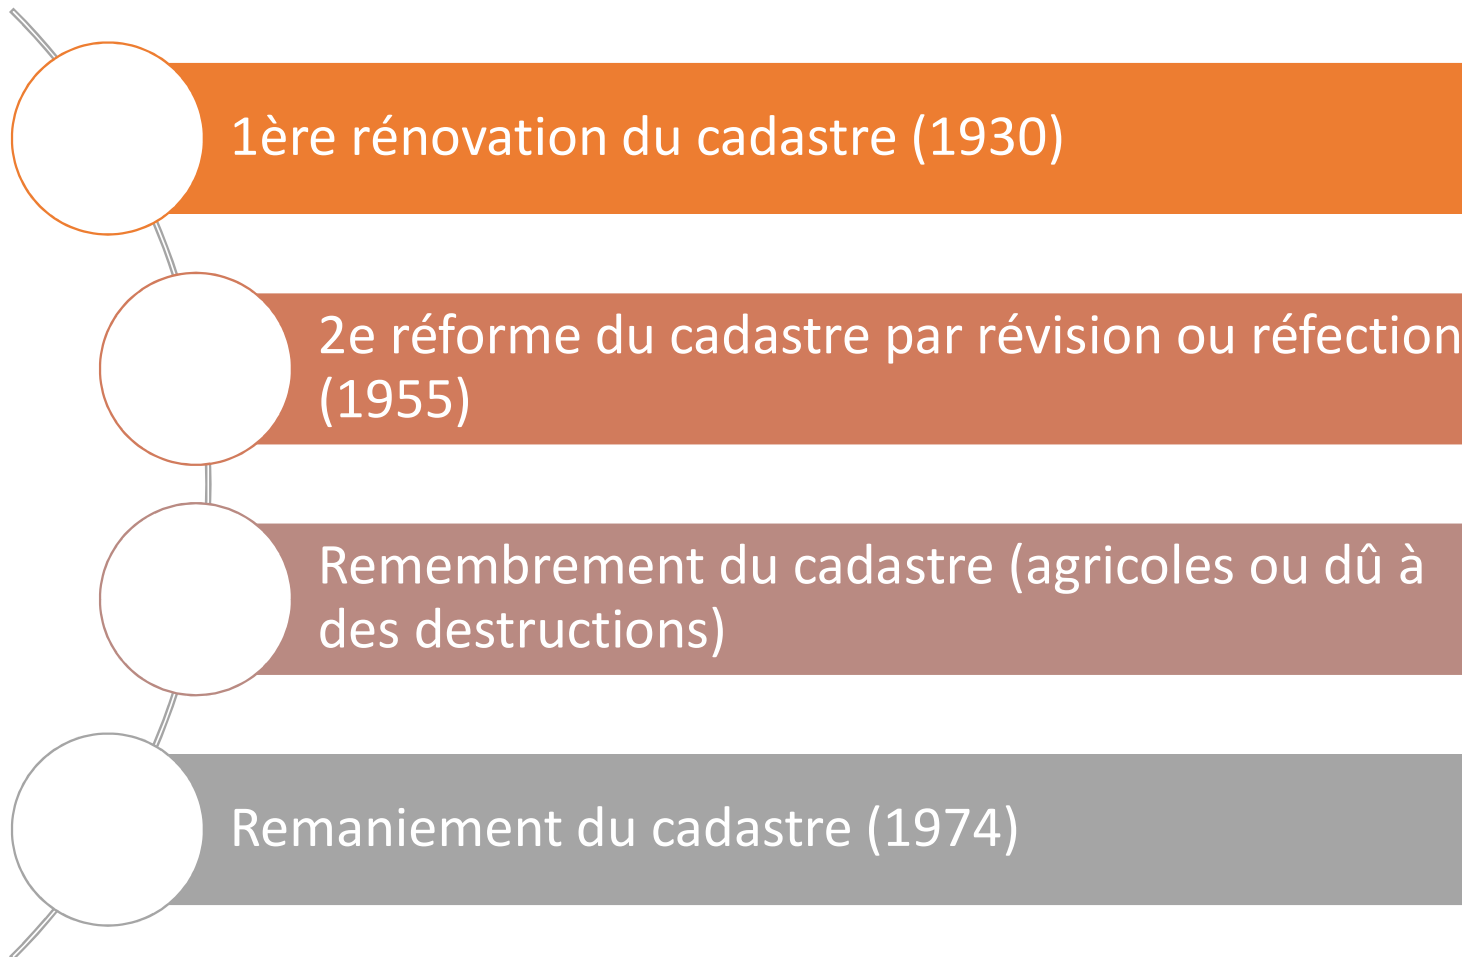 1ère rénovation du cadastre (1930)
2e réforme du cadastre par révision ou réfection
(1955)
Remembrement du cadastre (agricoles ou dû à
des destructions)
Remaniement du cadastre (1974)